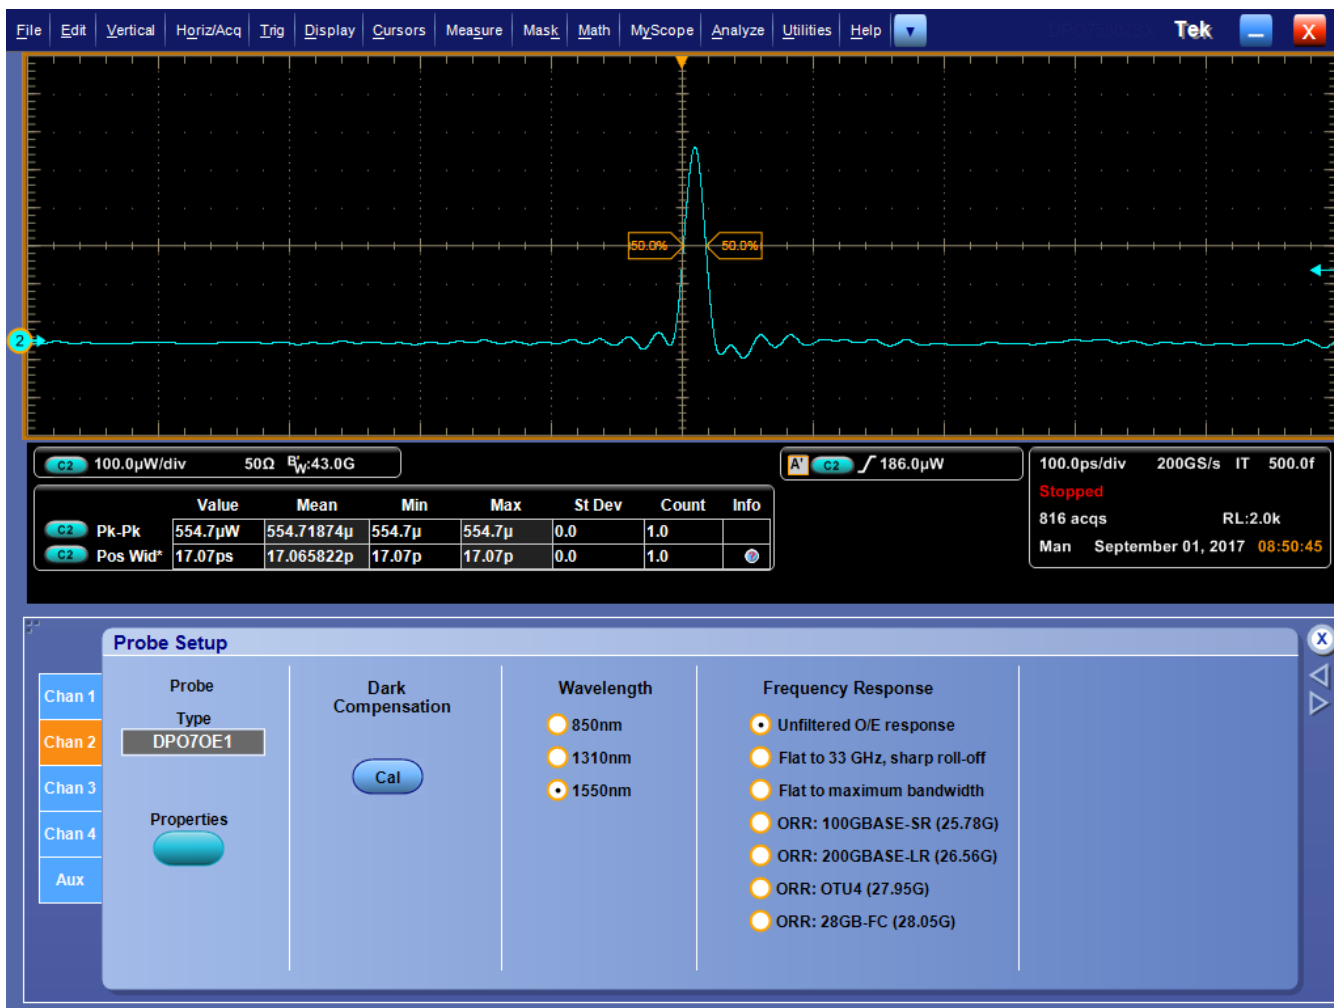 File Edit Vertical Horiz/Acq Trig Display Cursors Measure Mask Math MyScope Analyze Utilities Help Tek X
50.0% 50.0%
2
C2 100.0µW/div 50Ω BW:43.0G
A' C2 186.0µW
100.0ps/div 200GS/s IT 500.0f
Stopped
816 acqs RL:2.0k
Man September 01, 2017 08:50:45
Value Mean Min Max St Dev Count Info
C2 Pk-Pk 554.7µW 554.71874µ 554.7µ 554.7µ 0.0 1.0
C2 Pos Wid* 17.07ps 17.065822p 17.07p 17.07p 0.0 1.0
Probe Setup
X
Chan 1
Chan 2
Chan 3
Chan 4
Aux
Probe
Type
DPO7OE1
Properties
Dark
Compensation
Cal
Wavelength
850nm
1310nm
1550nm
Frequency Response
Unfiltered O/E response
Flat to 33 GHz, sharp roll-off
Flat to maximum bandwidth
ORR: 100GBASE-SR (25.78G)
ORR: 200GBASE-LR (26.56G)
ORR: OTU4 (27.95G)
ORR: 28GB-FC (28.05G)